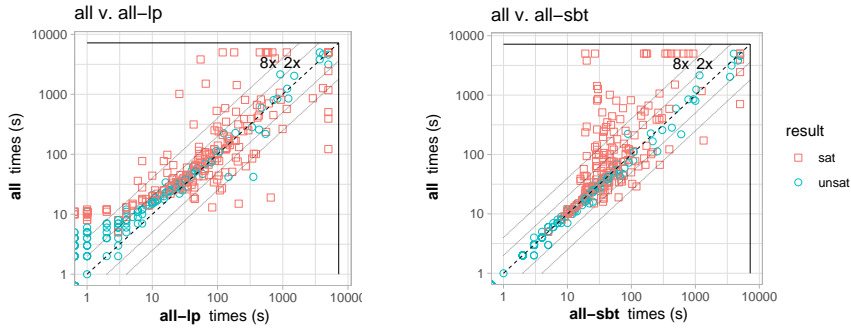 all v. all-lp
10000
1000
100
10
1
all times (s)
8x 2x
1
10
100
1000
10000
all-lp times (s)
all v. all-sbt
10000
1000
100
10
1
all times (s)
8x 2x
1
10
100
1000
10000
all-sbt times (s)
result
sat
unsat